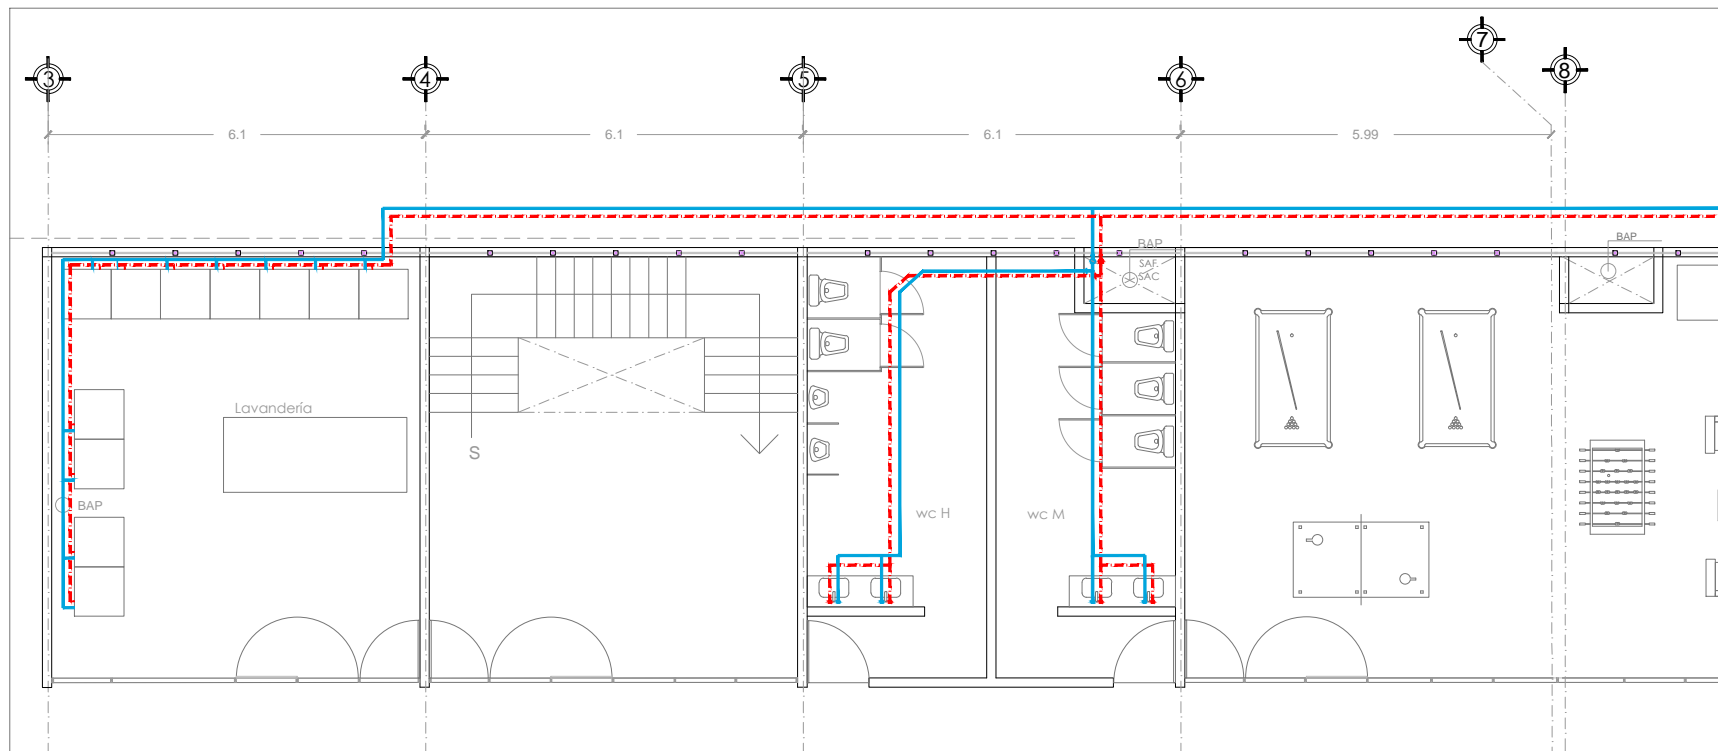 7
3 4 5 6 8
6.1 6.1 6.1 5.99
BAP BAP
SAF.
SAC
Lavandería
S
BAP
wc H wc M